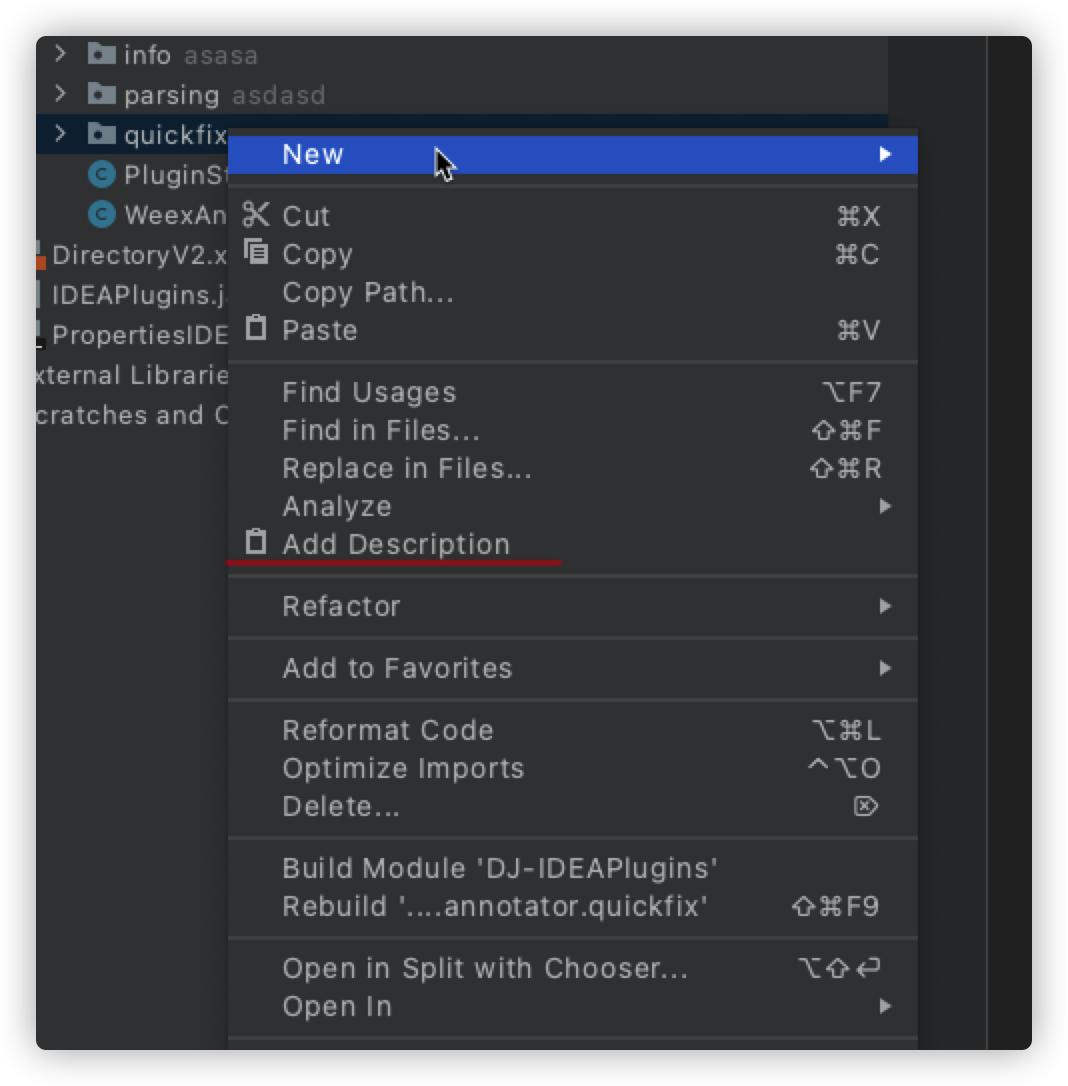 info asasa
parsing asdasd
quickfix
New
PluginSt
Cut ⌘X
WeexAn
Copy ⌘C
DirectoryV2.x
Copy Path...
IDEAPlugins.j
Paste ⌘V
PropertiesIDE
xternal Librarie
Find Usages ⌥F7
cratches and C
Find in Files... ⇧⌘F
Replace in Files... ⇧⌘R
Analyze
Add Description
Refactor
Add to Favorites
Reformat Code ⌥⌘L
Optimize Imports ^⌥O
Delete... ⌦
Build Module 'DJ-IDEAPlugins'
Rebuild '....annotator.quickfix' ⇧⌘F9
Open in Split with Chooser... ⌥⇧⏎
Open In